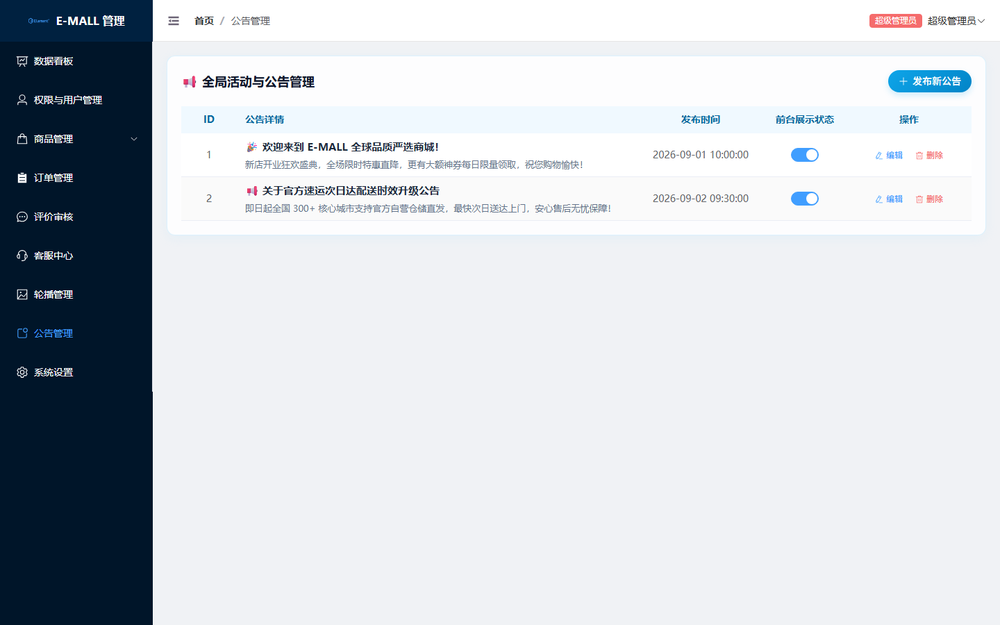 Element E-MALL 管理
首页 / 公告管理
超级管理员 超级管理员
数据看板
权限与用户管理
商品管理
订单管理
评价审核
客服中心
轮播管理
公告管理
系统设置
📢 全局活动与公告管理
发布新公告
ID 公告详情 发布时间 前台展示状态 操作
1 🎉 欢迎来到 E-MALL 全球品质严选商城！ 2026-09-01 10:00:00 编辑 删除
新店开业狂欢盛典，全场限时特惠直降，更有大额神券每日限量领取，祝您购物愉快！
2 📢 关于官方速运次日达配送时效升级公告 2026-09-02 09:30:00 编辑 删除
即日起全国 300+ 核心城市支持官方自营仓储直发，最快次日送达上门，安心售后无忧保障！